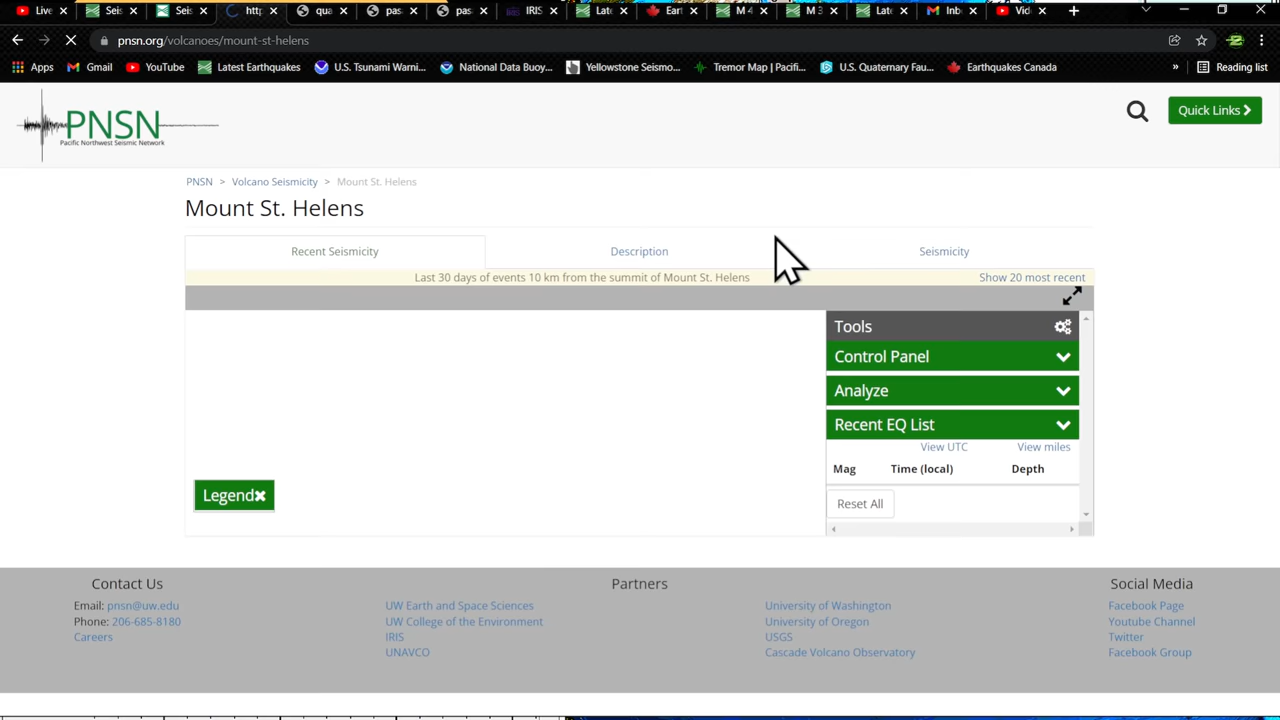 Live
Seis
Seis
http
qua
pas
pas
IRIS
Late
Eart
M 4
M 3
Late
Inb
Vid
pnsn.org/volcanoes/mount-st-helens
Apps
Gmail
YouTube
Latest Earthquakes
U.S. Tsunami Warni...
National Data Buoy...
Yellowstone Seismo...
Tremor Map | Pacifi...
U.S. Quaternary Fau...
Earthquakes Canada
»
Reading list
PNSN
Pacific Northwest Seismic Network
Quick Links
PNSN > Volcano Seismicity > Mount St. Helens
Mount St. Helens
Recent Seismicity
Description
Seismicity
Last 30 days of events 10 km from the summit of Mount St. Helens
Show 20 most recent
Tools
Control Panel
Analyze
Recent EQ List
View UTC
View miles
Mag
Time (local)
Depth
Legend
Reset All
Contact Us
Email: pnsn@uw.edu
Phone: 206-685-8180
Careers
Partners
UW Earth and Space Sciences
UW College of the Environment
IRIS
UNAVCO
University of Washington
University of Oregon
USGS
Cascade Volcano Observatory
Social Media
Facebook Page
Youtube Channel
Twitter
Facebook Group